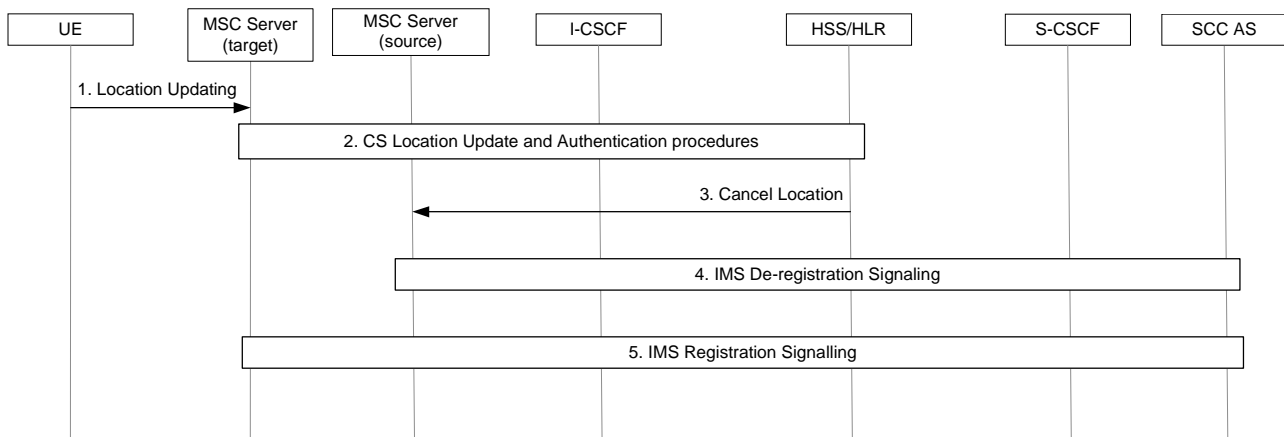 UE
MSC Server
(target)
MSC Server
(source)
I-CSCF
HSS/HLR
S-CSCF
SCC AS
1. Location Updating
2. CS Location Update and Authentication procedures
3. Cancel Location
4. IMS De-registration Signaling
5. IMS Registration Signalling